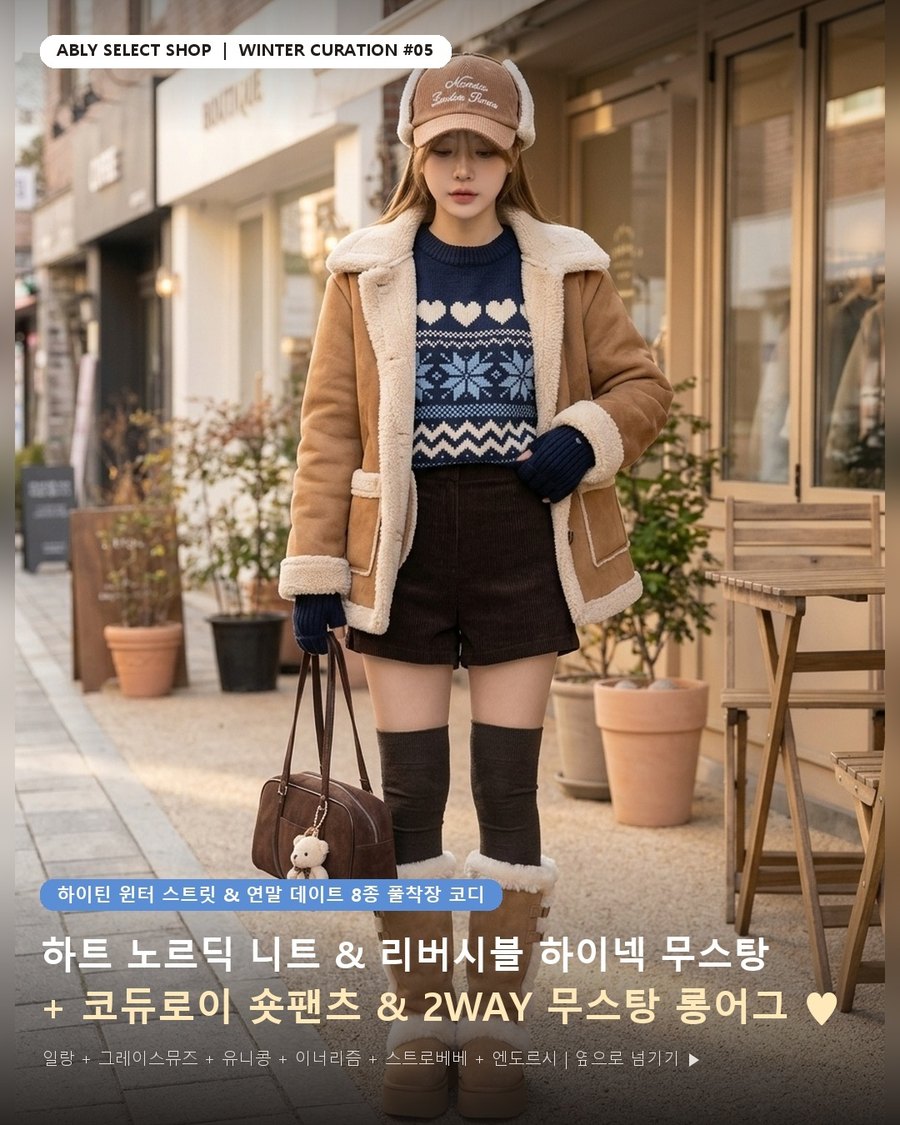 ABLY SELECT SHOP | WINTER CURATION #05
BOUTIQUE
하이틴 윈터 스트릿 & 연말 데이트 8종 풀착장 코디
하트 노르딕 니트 & 리버시블 하이넥 무스탕
+ 코듀로이 숏팬츠 & 2WAY 무스탕 롱어그 ♥
일랑 + 그레이스뮤즈 + 유니콩 + 이너리즘 + 스트로베베 + 엔도르시 | 옆으로 넘기기 ▶